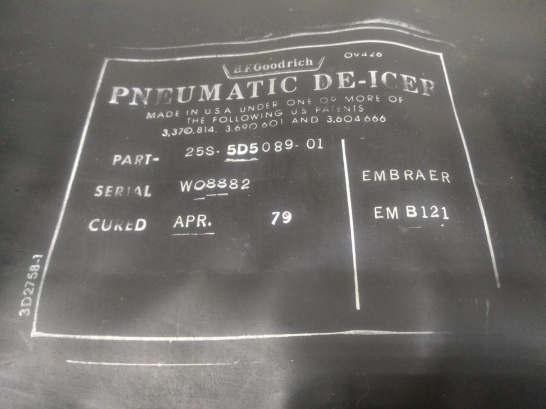 B.F.Goodrich
PNEUMATIC DE-ICER
MADE IN U.S.A UNDER ONE OR MORE OF
THE FOLLOWING US PATENTS
3,370,814. 3,690,601 AND 3,604,666
PART- 25S- 5D5089-01
SERIAL W08882
CURED APR. 79
EMBRAER
EM B121
3D2758-1